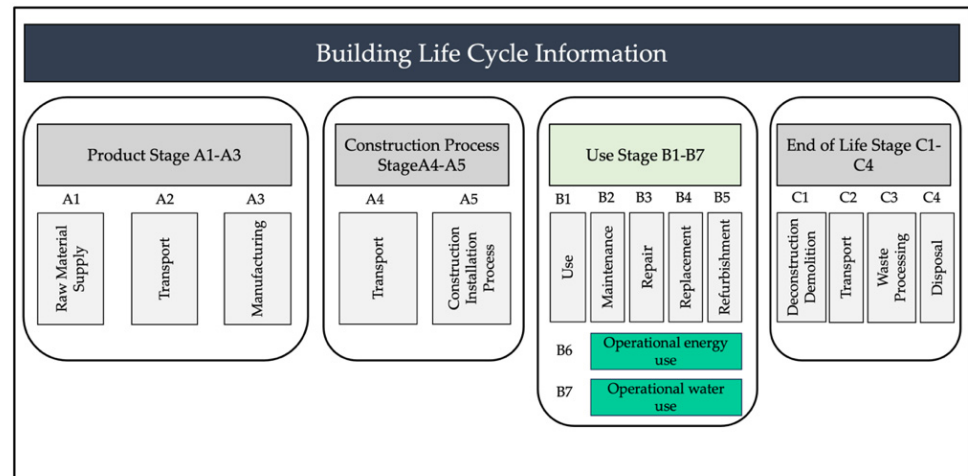 Building Life Cycle Information
Product Stage A1-A3
A1
A2
A3
Raw Material
Supply
Transport
Manufacturing
Construction Process
StageA4-A5
A4
A5
Transport
Construction
Installation
Process
Use Stage B1-B7
B1
B2
B3
B4
B5
Use
Maintenance
Repair
Replacement
Refurbishment
B6
Operational energy
use
B7
Operational water
use
End of Life Stage C1-
C4
C1
C2
C3
C4
Deconstruction
Demolition
Transport
Waste
Processing
Disposal